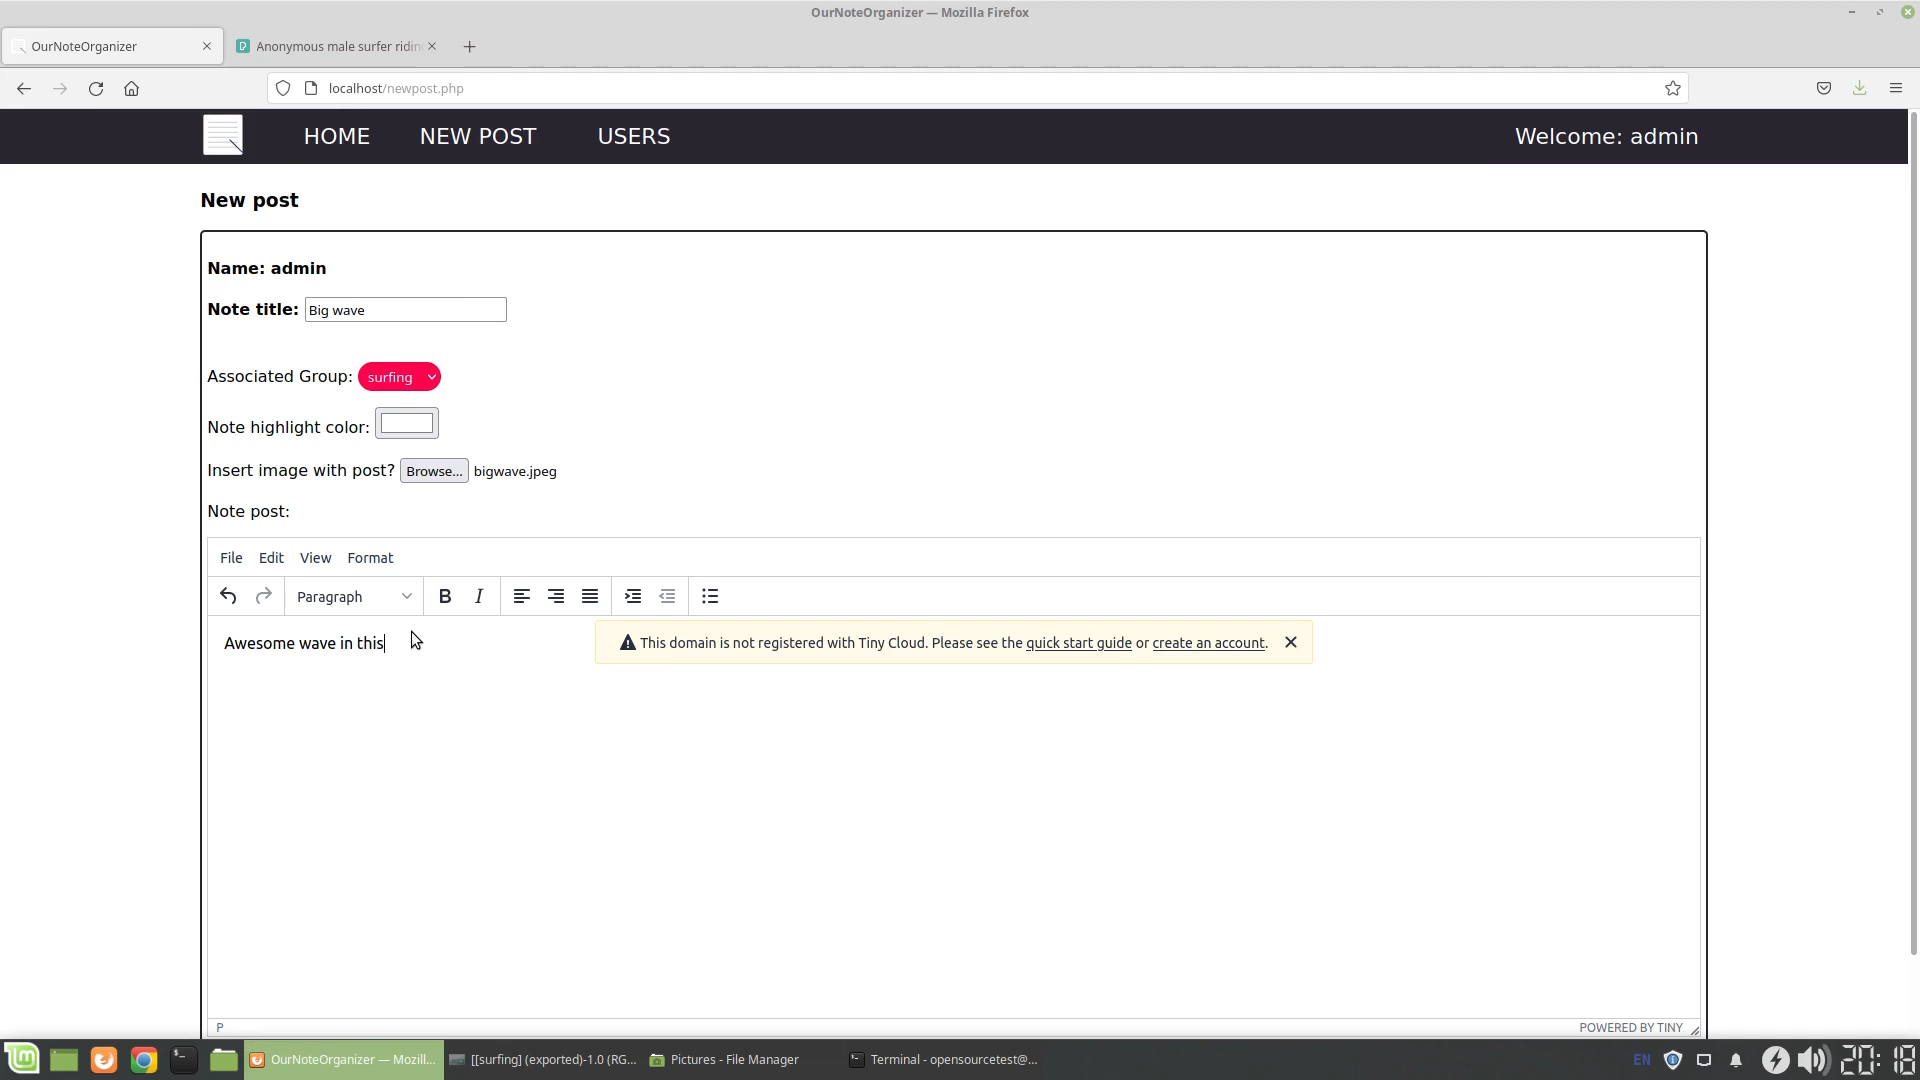 OurNoteOrganizer — Mozilla Firefox
OurNoteOrganizer
Anonymous male surfer ridin
localhost/newpost.php
HOME NEW POST USERS Welcome: admin
New post
Name: admin
Note title: Big wave
Associated Group: surfing
Note highlight color:
Insert image with post? Browse... bigwave.jpeg
Note post:
File Edit View Format
Paragraph B I
Awesome wave in this
This domain is not registered with Tiny Cloud. Please see the quick start guide or create an account.
P POWERED BY TINY
OurNoteOrganizer — Mozill... [[surfing] (exported)-1.0 (RG... Pictures - File Manager Terminal - opensourcetest@... EN 20:18